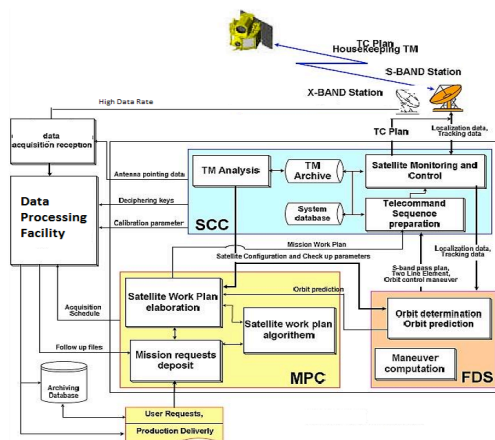 TC Plan
Housekeeping TM
S-BAND Station
X-BAND Station
High Data Rate
TC Plan
Localization data,
Tracking data
data
acquisition reception
Antenna pointing data
TM Analysis
TMI
Archive
Satellite Monitoring and
Control
Data
Processing
Facility
Deciphering keys
System
database
Telecommand
Sequence
preparation
Calibration parameter
SCC
Mission Work Plan
Satellite Configuration and Check up parameters
Localization data,
Tracking data
S-band pass plan,
Two Line Element,
Orbit control maneuver
Satellite Work Plan
elaboration
Orbit prediction
Acquisition
Schedule
Satellite work plan
algorithem
Orbit determination
Orbit prediction
Follow up files
Mission requests
deposit
Maneuver
computation
MPC
FDS
Archiving
Database
User Requests,
Production Delivery